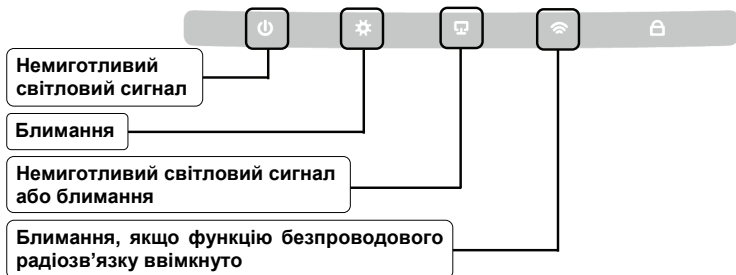 Немиготливий
світловий сигнал
Блимання
Немиготливий світловий сигнал
або блимання
Блимання, якщо функцію безпроводового
радіозв'язку ввімкнуто